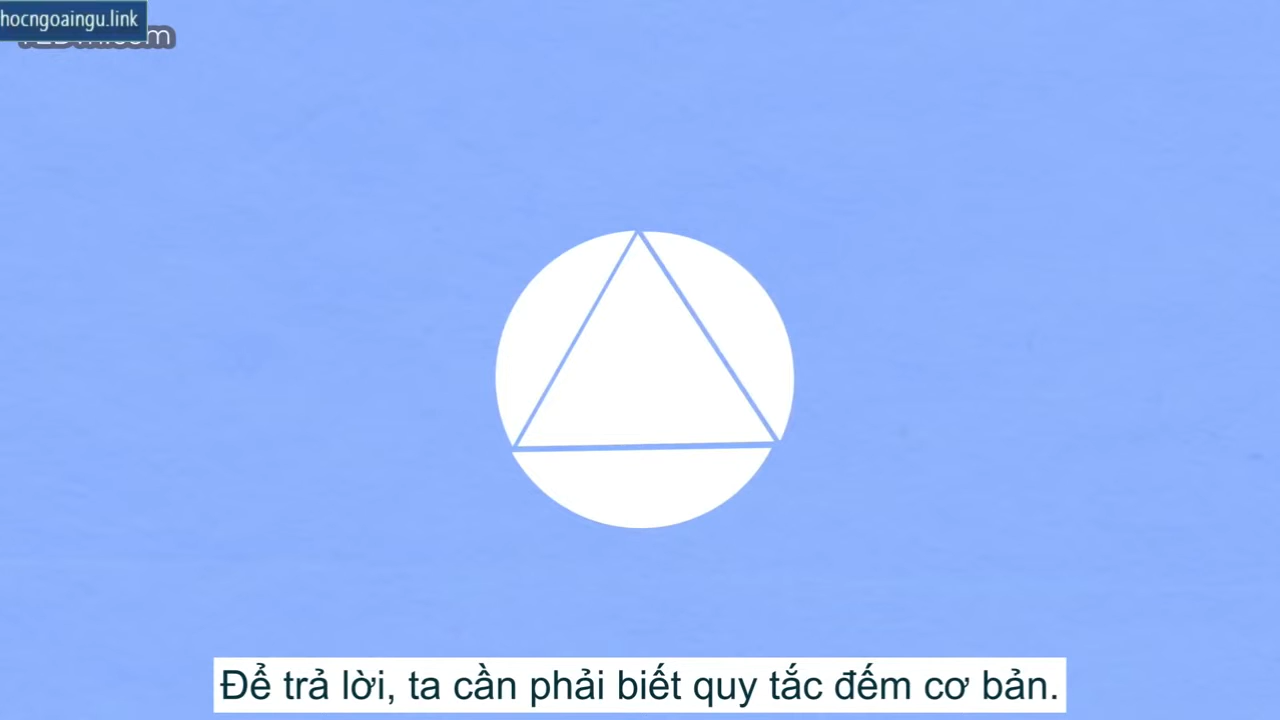 hocngoaingu.link
Để trả lời, ta cần phải biết quy tắc đếm cơ bản.